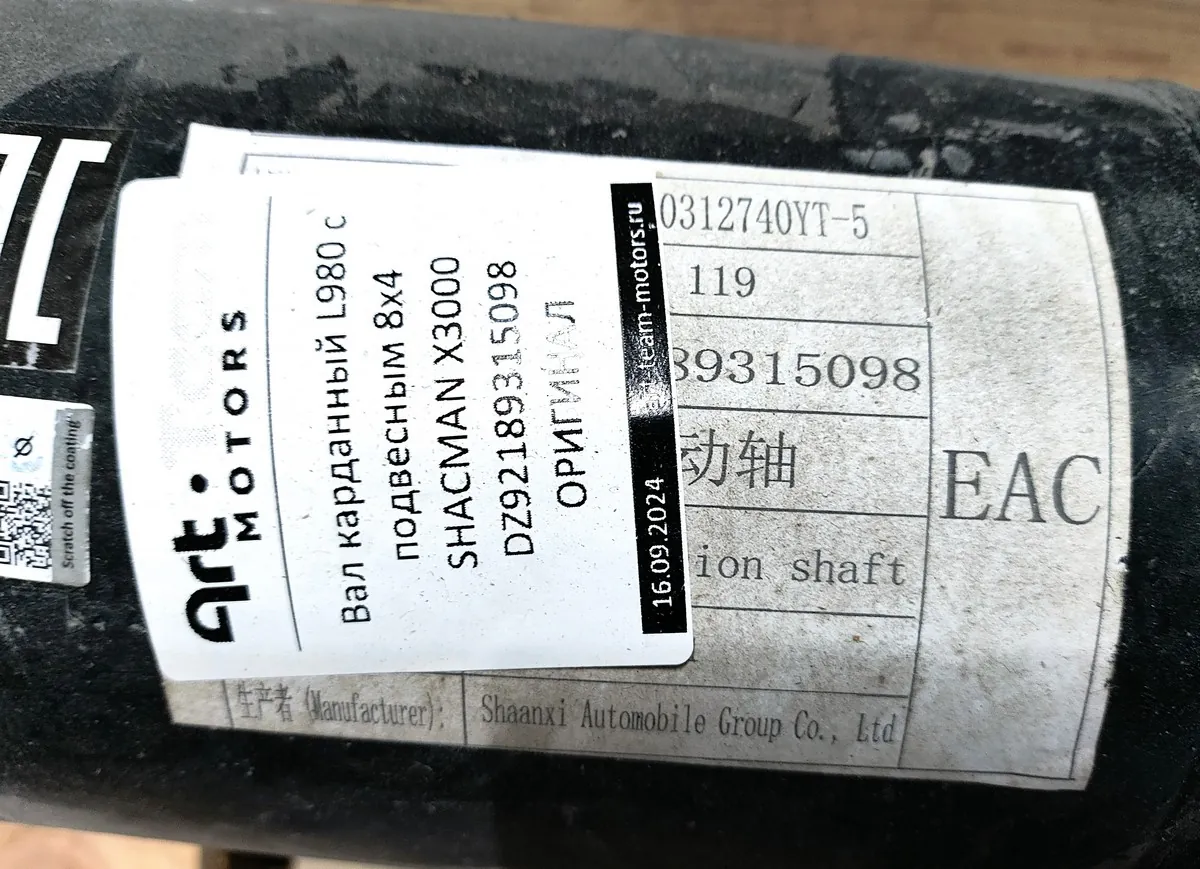 art
MOTORS
Вал карданный L980 с
подвесным 8x4
SHACMAN X3000
DZ92189315098
ОРИГИНАЛ
16.09.2024
art-team-motors.ru
0312740YT-5
119
89315098
动轴
ion shaft
生产者 (Manufacturer):
Shaanxi Automobile Group Co., Ltd
EAC
Scratch off the coating